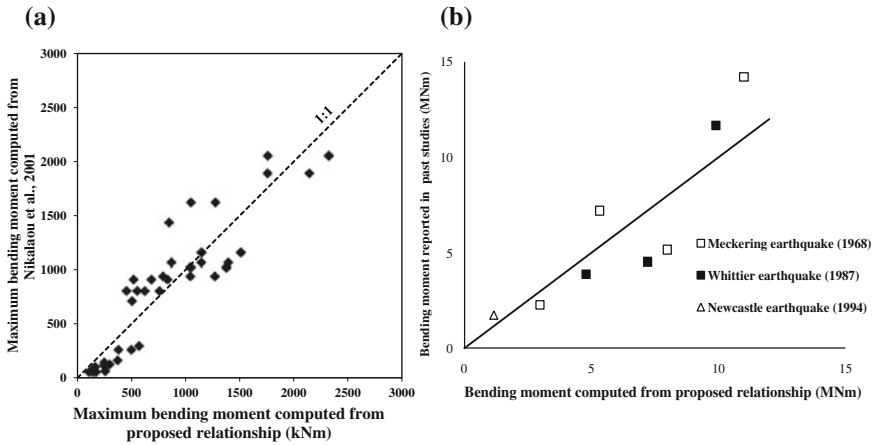 (a)
Maximum bending moment computed from
Nikalaou et al., 2001
3000
2500
2000
1500
1000
500
0
1:1
0 500 1000 1500 2000 2500 3000
Maximum bending moment computed from
proposed relationship (kNm)
(b)
Bending moment reported in past studies (MNm)
15
10
5
0
Meckering earthquake (1968)
Whittier earthquake (1987)
Newcastle earthquake (1994)
0 5 10 15
Bending moment computed from proposed relationship (MNm)